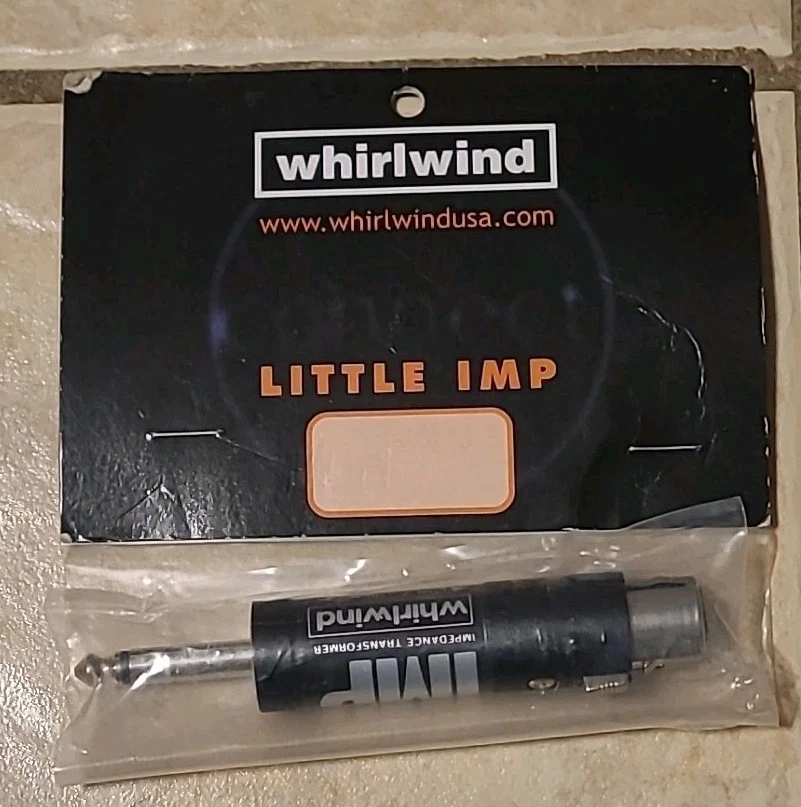 whirlwind
www.whirlwindusa.com
LITTLE IMP
IMP
IMPEDANCE TRANSFORMER
whirlwind